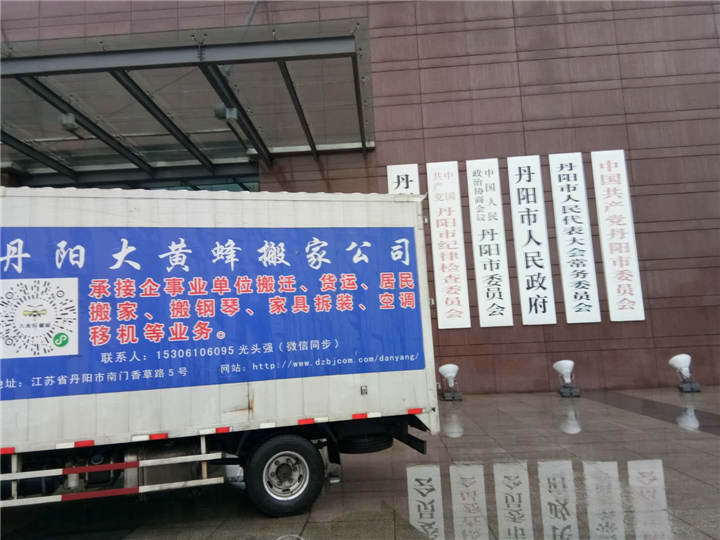 丹阳大黄蜂搬家公司
承接企事业单位搬迁、货运、居民
搬家、搬钢琴、家具拆装、空调
移机等业务。
联系人：15306106095 光头强（微信同步）
网站：http://www.dzbjcom.com/danyang/
地址：江苏省丹阳市南门香草路5号
丹
中国共产党丹阳市纪律检查委员会
中国人民政治协商会议丹阳市委员会
丹阳市人民政府
丹阳市人民代表大会常务委员会
中国共产党丹阳市委员会